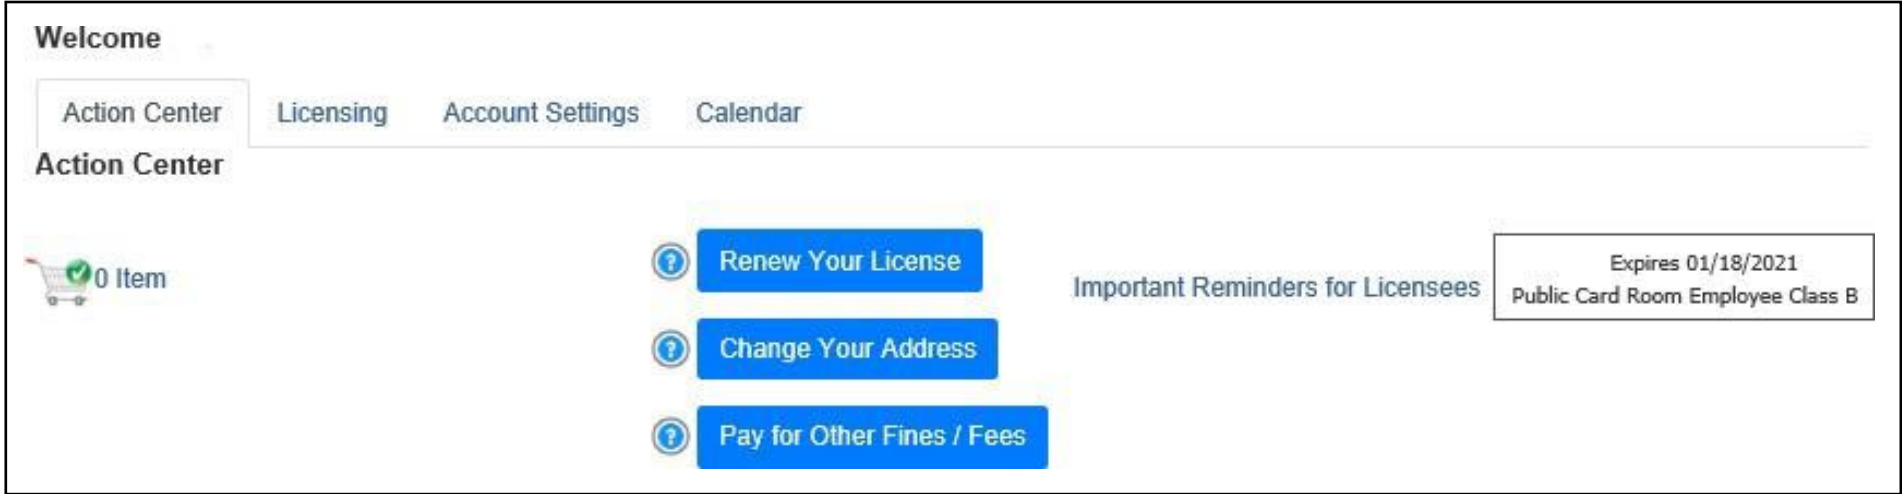 Welcome
Action Center Licensing Account Settings Calendar
Action Center
0 Item
? Renew Your License
? Change Your Address
? Pay for Other Fines / Fees
Important Reminders for Licensees
Expires 01/18/2021
Public Card Room Employee Class B